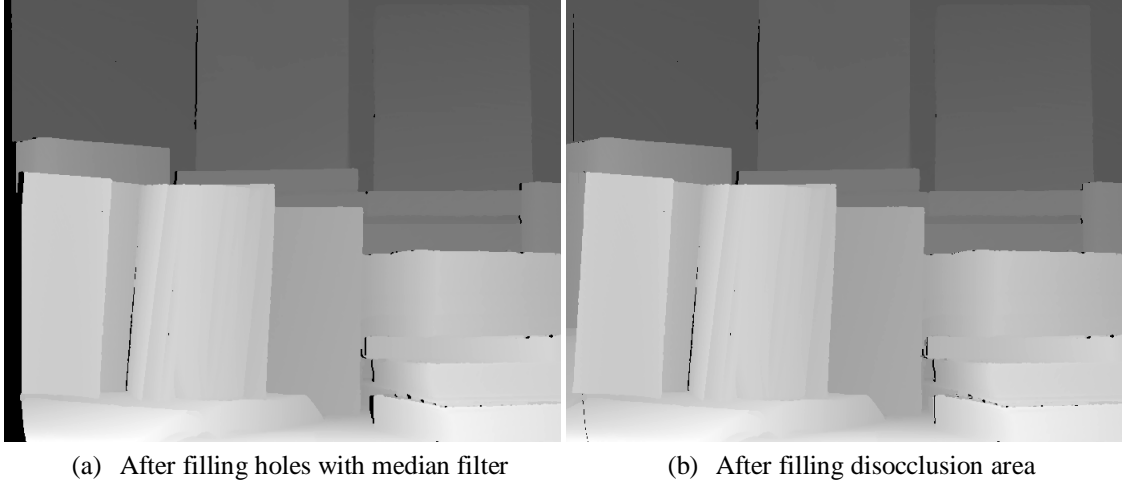 (a) After filling holes with median filter
(b) After filling disocclusion area